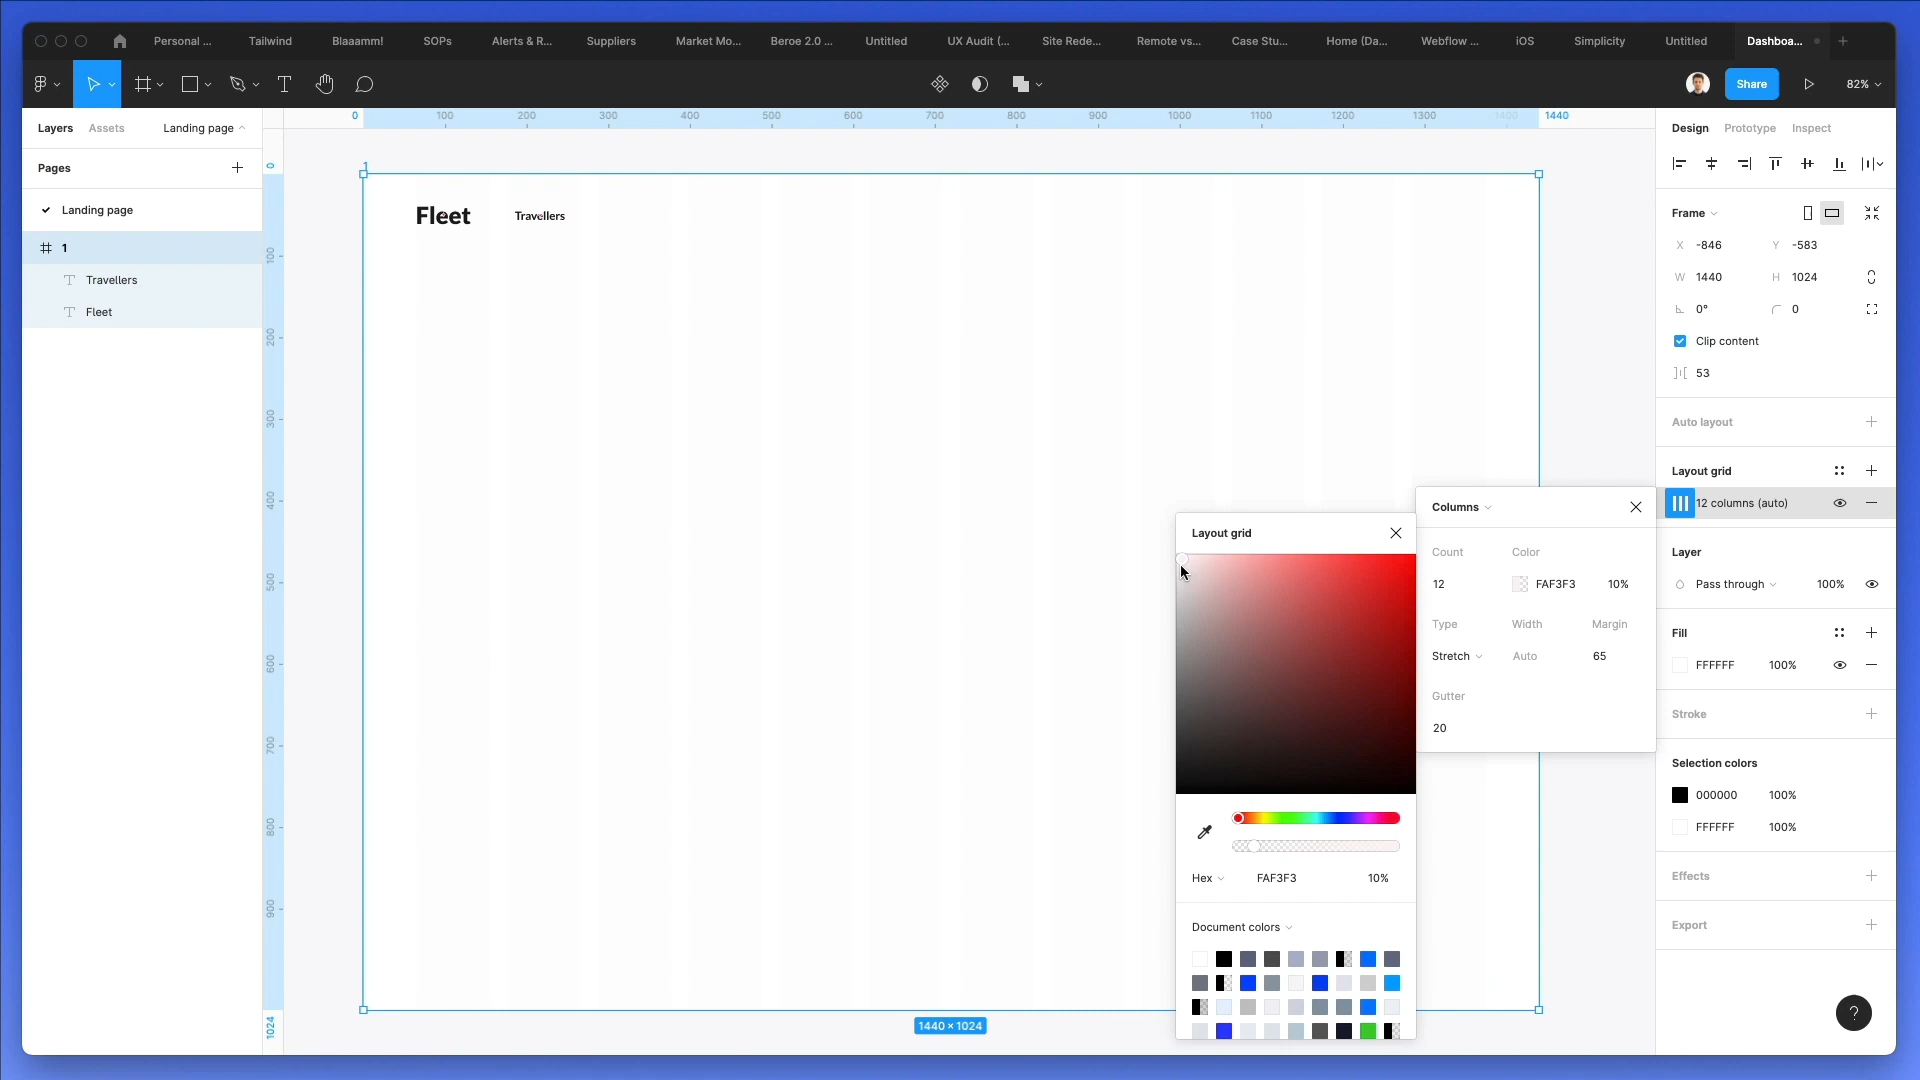 Personal ... Tailwind Blaaamm! SOPs Alerts & R... Suppliers Market Mo... Beroe 2.0 ... Untitled UX Audit (... Site Rede... Remote vs... Case Stu... Home (Da... Webflow ... iOS Simplicity Untitled Dashboa...
Share 82%
Layers Assets Landing page
Pages
Landing page
1
Travellers
Fleet
0 100 200 300 400 500 600 700 800 900 1000 1100 1200 1300 1400 1440
0
100
200
300
400
500
600
700
800
900
1024
1
Fleet Travellers
1440 × 1024
Layout grid
Hex FAF3F3 10%
Document colors
Columns
Count Color
12 FAF3F3 10%
Type Width Margin
Stretch Auto 65
Gutter
20
Design Prototype Inspect
Frame
X -846 Y -583
W 1440 H 1024
0° 0
Clip content
53
Auto layout
Layout grid
12 columns (auto)
Layer
Pass through 100%
Fill
FFFFFF 100%
Stroke
Selection colors
000000 100%
FFFFFF 100%
Effects
Export
?